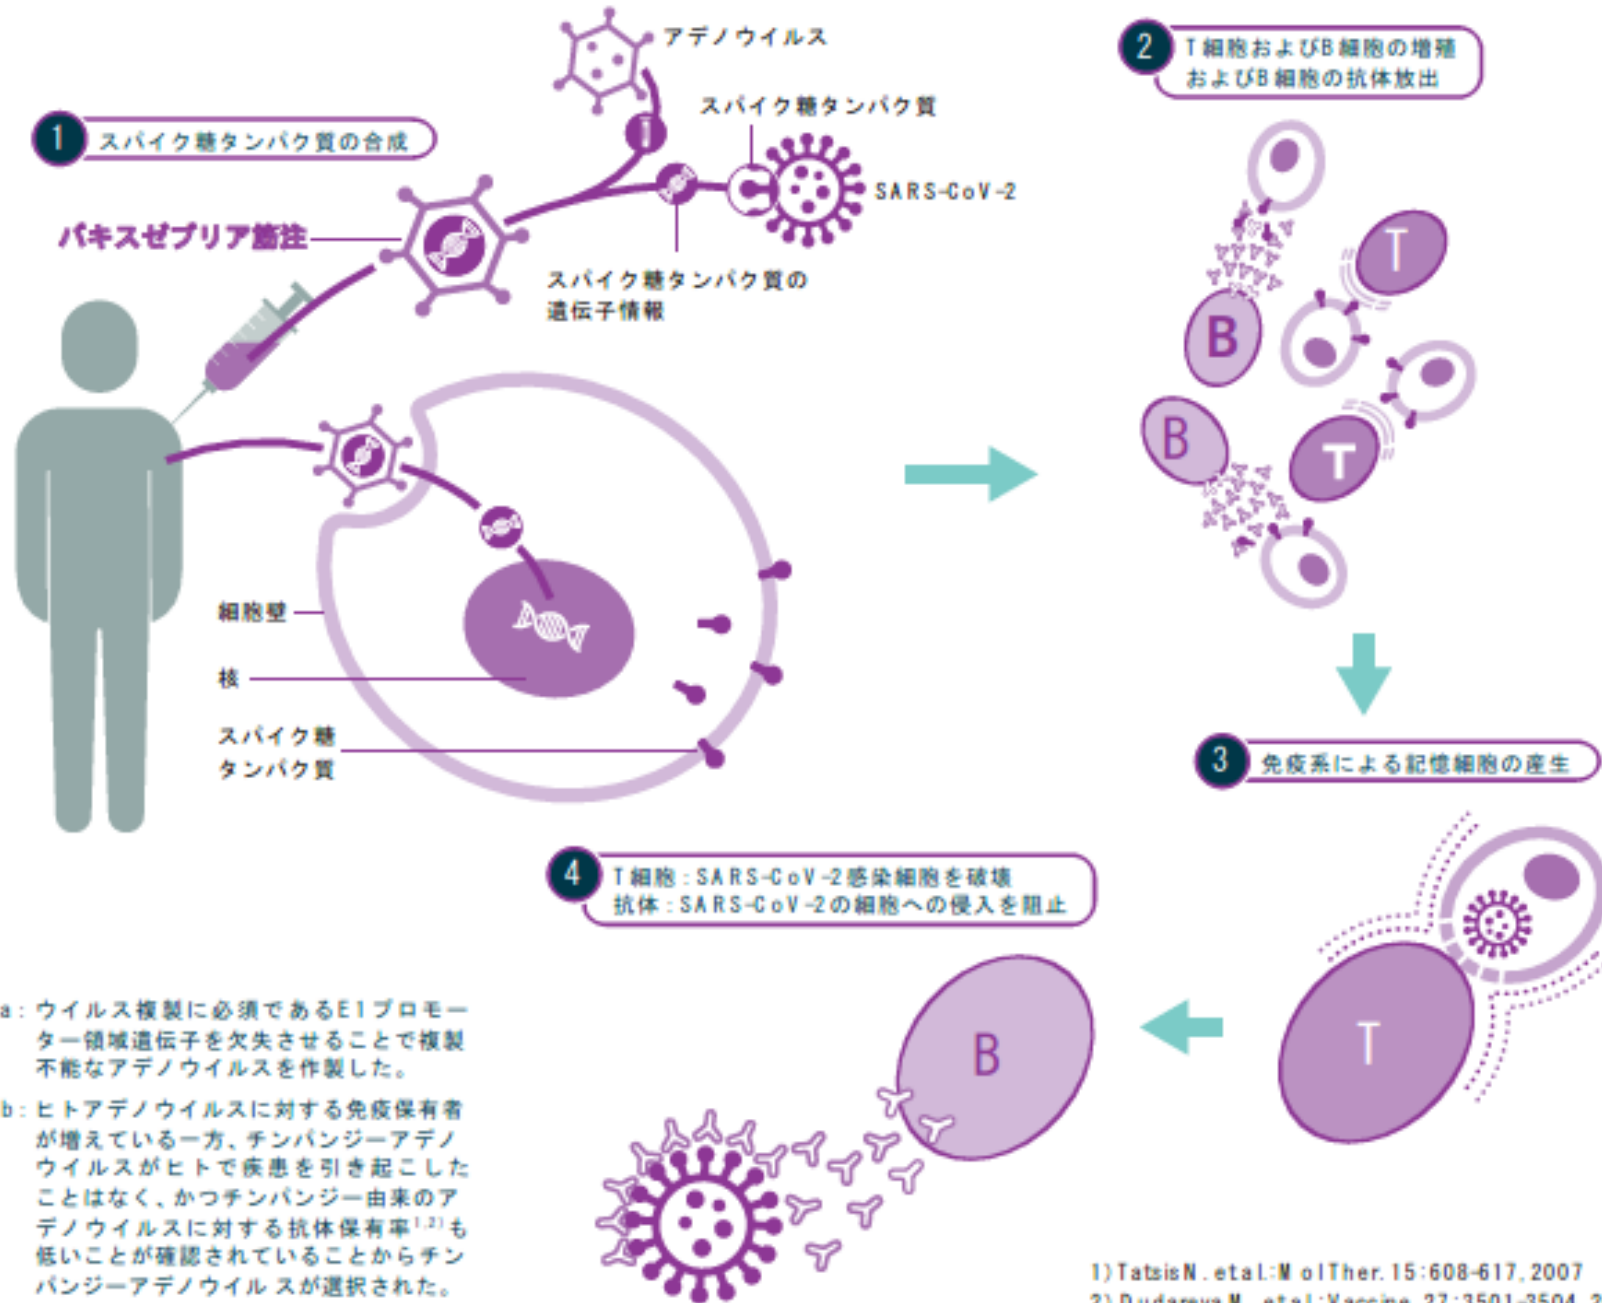 アデノウイルス
スパイク糖タンパク質
1 スパイク糖タンパク質の合成
SARS-CoV-2
バキスゼブリア筋注
スパイク糖タンパク質の
遺伝子情報
細胞壁
核
スパイク糖
タンパク質
2 T細胞およびB細胞の増殖
およびB細胞の抗体放出
T
B
B
T
3 免疫系による記憶細胞の産生
T
4 T細胞：SARS-CoV-2感染細胞を破壊
抗体：SARS-CoV-2の細胞への侵入を阻止
B
a：ウイルス複製に必須であるE1プロモー
ター領域遺伝子を欠失させることで複製
不能なアデノウイルスを作製した。
b：ヒトアデノウイルスに対する免疫保有者
が増えている一方、チンパンジーアデノ
ウイルスがヒトで疾患を引き起こした
ことはなく、かつチンパンジー由来のア
デノウイルスに対する抗体保有率1,2)も
低いことが確認されていることからチン
パンジーアデノウイルスが選択された。
1) Tatsis N. et al.: Mol Ther. 15:608-617, 2007
2) Dudareva M. et al.: Vaccine. 27:3501-3504, 2